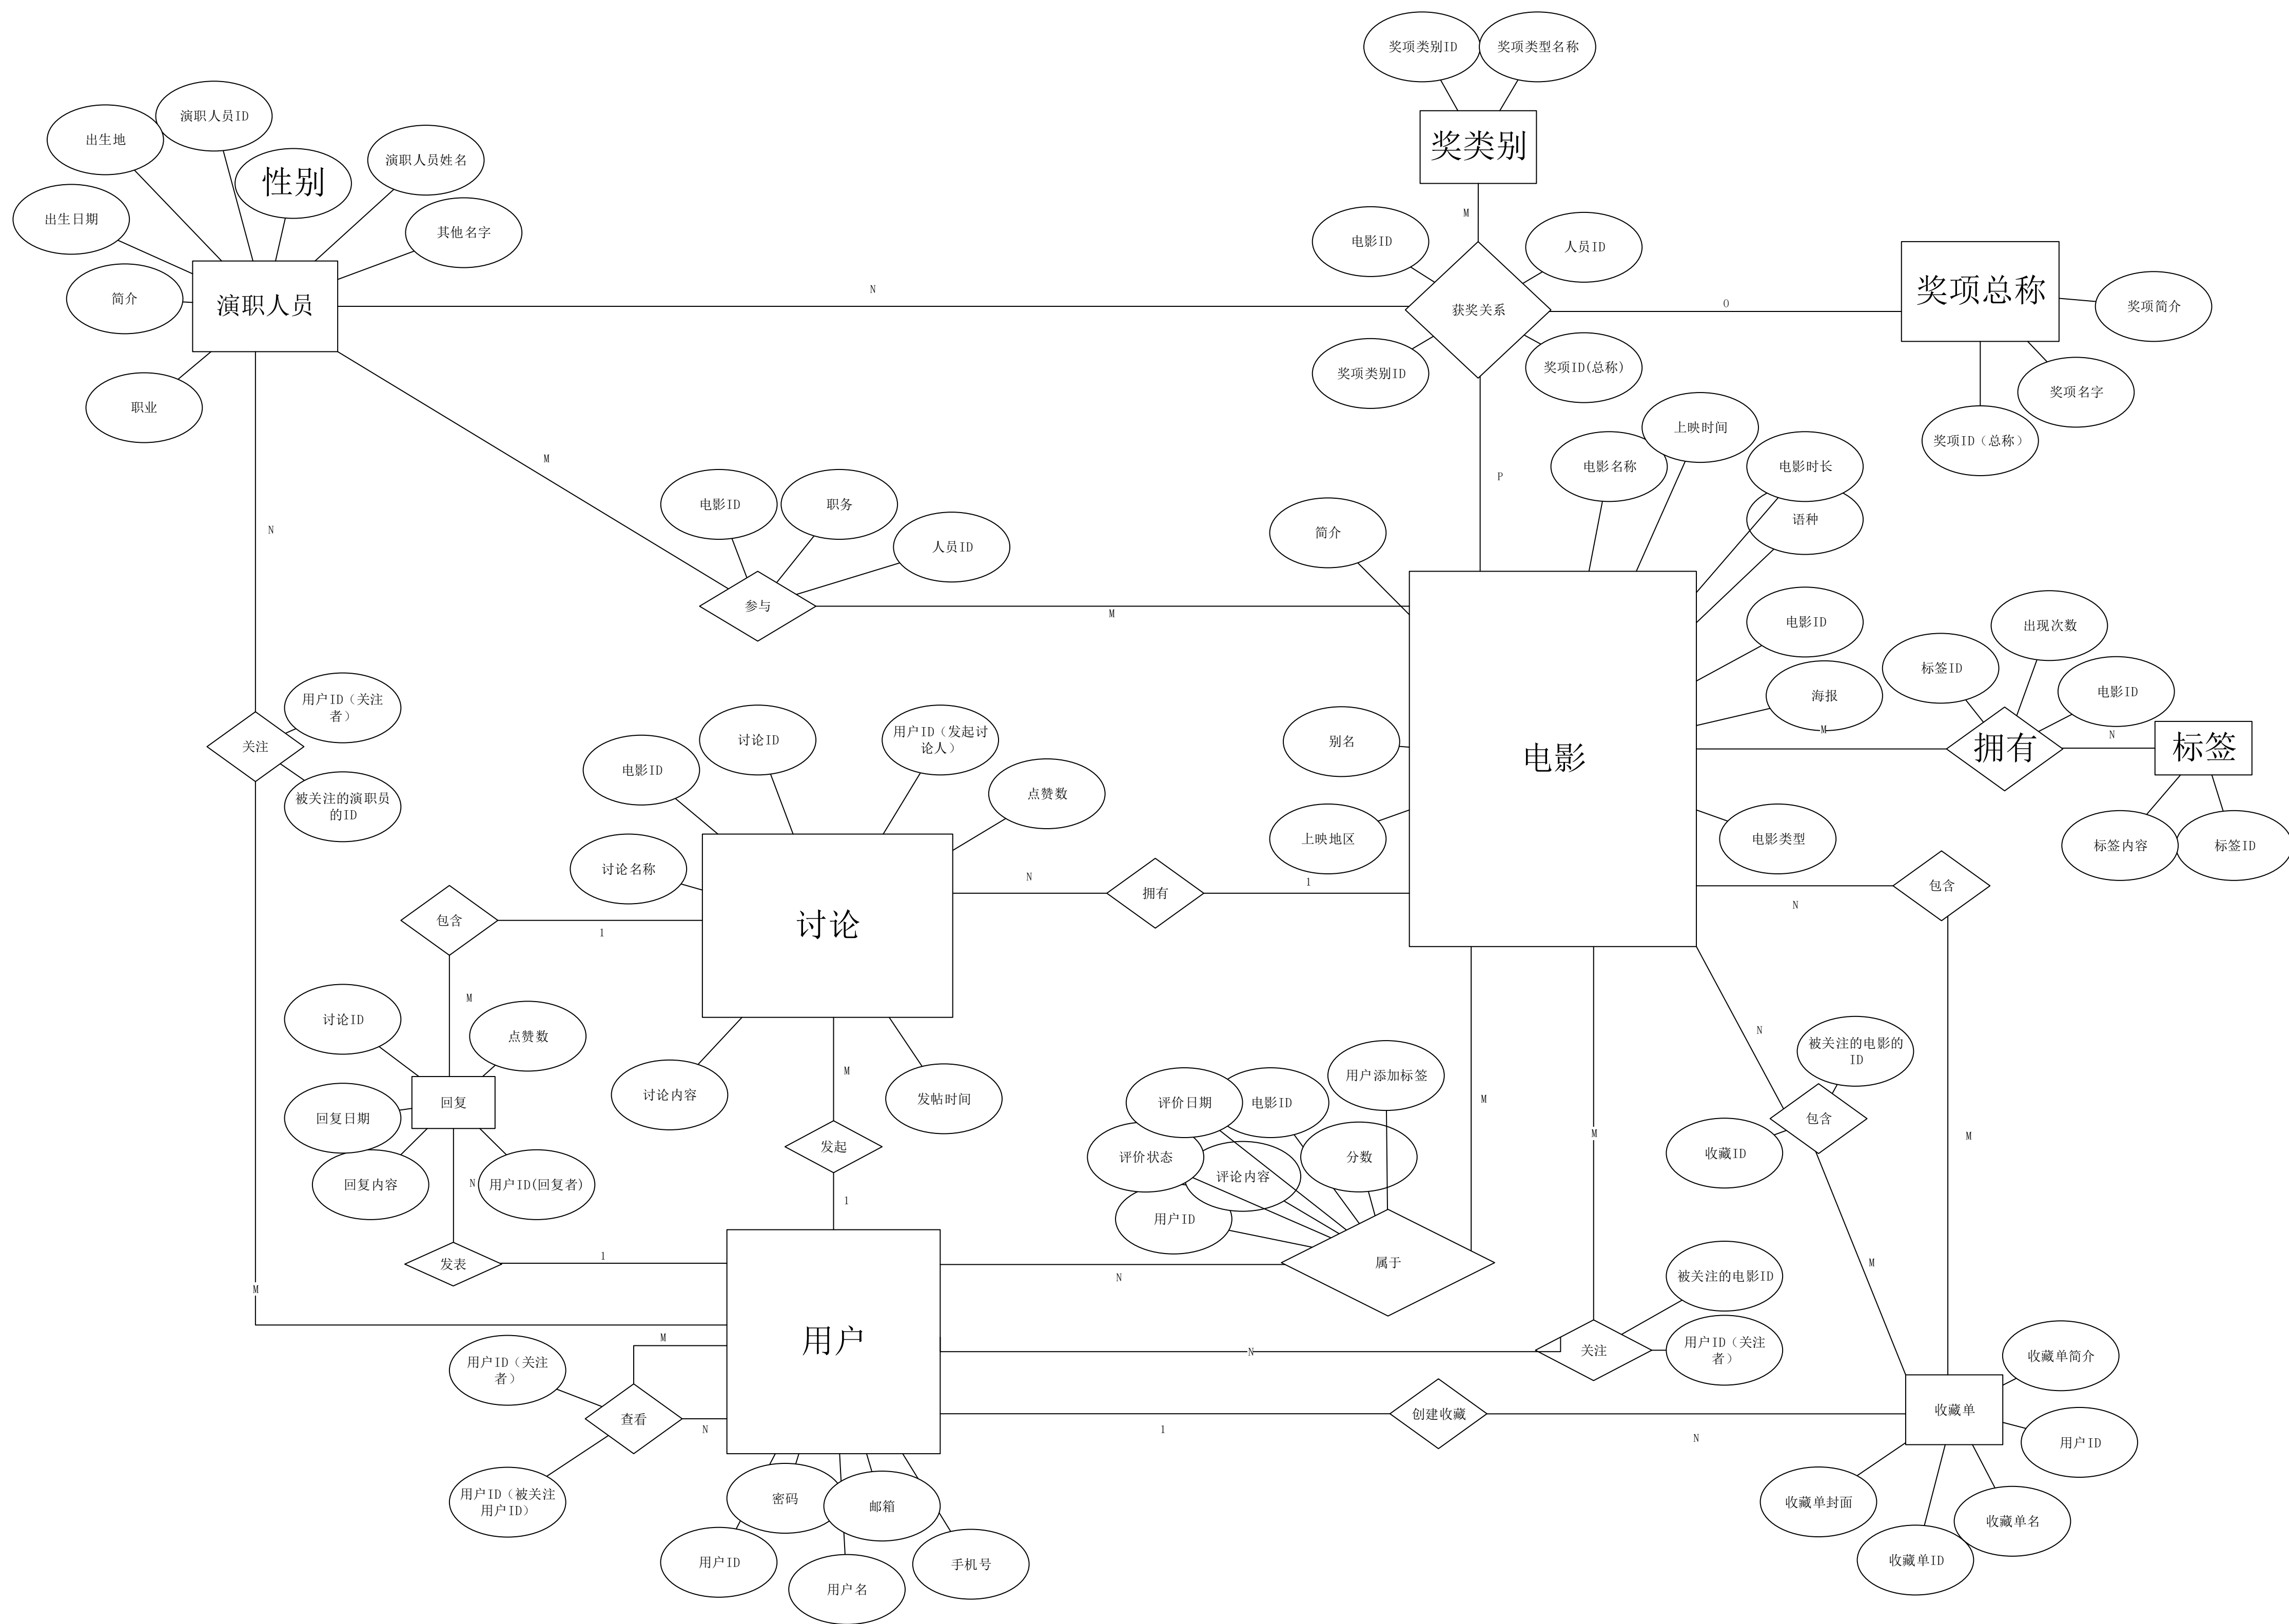 奖项类别ID
奖项类型名称
奖类别
演职人员ID
出生地
性别
演职人员姓名
出生日期
其他名字
简介
演职人员
职业
N
M
电影ID
人员ID
获奖关系
奖项类别ID
奖项ID(总称)
O
奖项总称
奖项简介
奖项名字
奖项ID（总称）
P
M
N
电影ID
职务
人员ID
参与
M
简介
电影名称
上映时间
电影时长
语种
电影ID
海报
别名
电影
上映地区
电影类型
M
标签ID
出现次数
电影ID
拥有
N
标签
标签内容
标签ID
用户ID（关注
者）
关注
被关注的演职员
的ID
电影ID
讨论ID
用户ID（发起讨
论人）
点赞数
讨论名称
讨论
N
拥有
1
包含
1
M
讨论ID
点赞数
回复日期
回复
回复内容
用户ID(回复者)
N
讨论内容
M
发帖时间
发起
1
包含
N
M
N
被关注的电影的
ID
包含
收藏ID
M
评价日期
电影ID
用户添加标签
评价状态
评论内容
分数
用户ID
属于
M
M
N
发表
1
M
用户
M
用户ID（关注
者）
查看
N
用户ID（被关注
用户ID）
密码
邮箱
用户ID
用户名
手机号
N
关注
被关注的电影ID
用户ID（关注
者）
1
创建收藏
N
收藏单
收藏单简介
用户ID
收藏单封面
收藏单名
收藏单ID